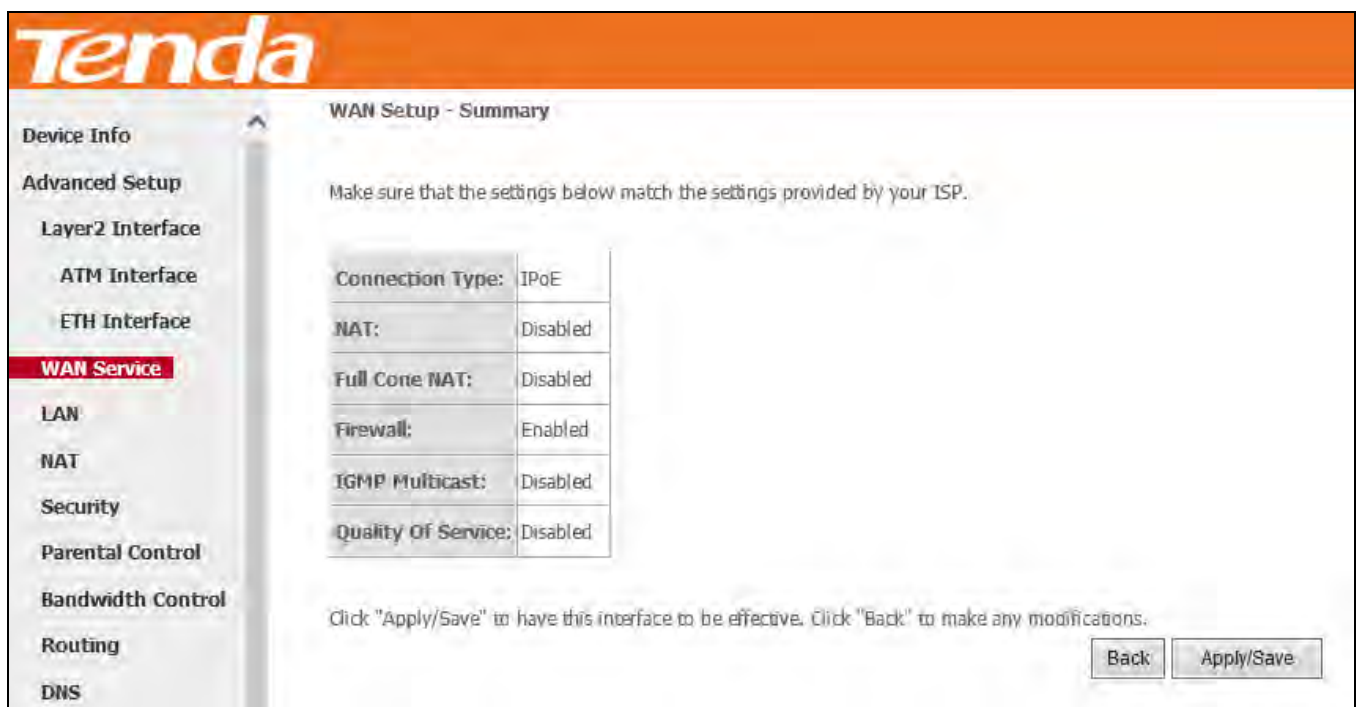 Tenda
Device Info
Advanced Setup
Layer2 Interface
ATM Interface
ETH Interface
WAN Service
LAN
NAT
Security
Parental Control
Bandwidth Control
Routing
DNS
WAN Setup - Summary
Make sure that the settings below match the settings provided by your ISP.
Connection Type: IPoE
NAT: Disabled
Full Cone NAT: Disabled
Firewall: Enabled
IGMP Multicast: Disabled
Quality Of Service: Disabled
Click "Apply/Save" to have this interface to be effective. Click "Back" to make any modifications.
Back Apply/Save